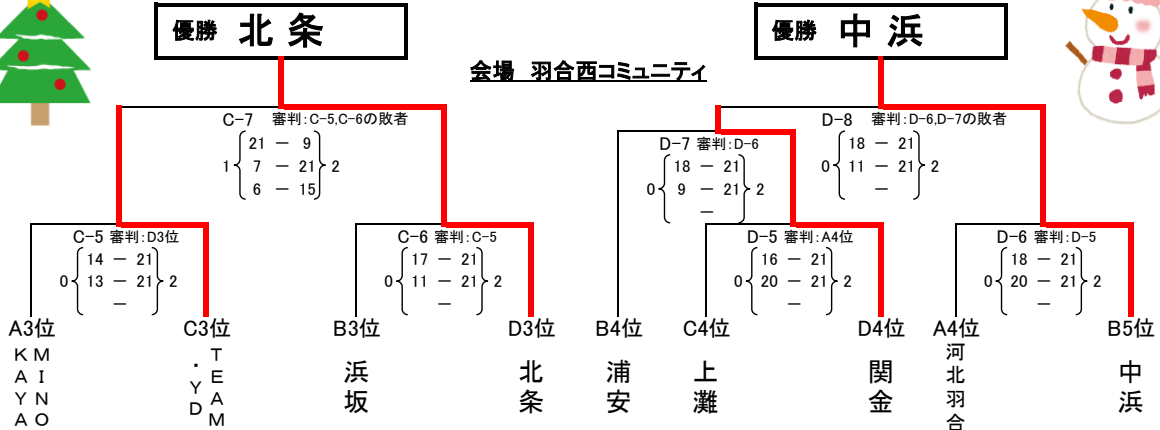 優勝 北条
優勝 中浜
会場 羽合西コミュニティ
C-7 審判:C-5,C-6の敗者
21 － 9
1 7 － 21 2
6 － 15
D-8 審判:D-6,D-7の敗者
18 － 21
0 11 － 21 2
－
D-7 審判:D-6
18 － 21
0 9 － 21 2
－
C-5 審判:D3位
14 － 21
0 13 － 21 2
－
C-6 審判:C-5
17 － 21
0 11 － 21 2
－
D-5 審判:A4位
16 － 21
0 20 － 21 2
－
D-6 審判:D-5
18 － 21
0 20 － 21 2
－
A3位 C3位 B3位 D3位 B4位 C4位 D4位 A4位 B5位
MINO
KAYA
TEAM
・YD
浜坂
北条
浦安
上灘
関金
河北羽合
中浜